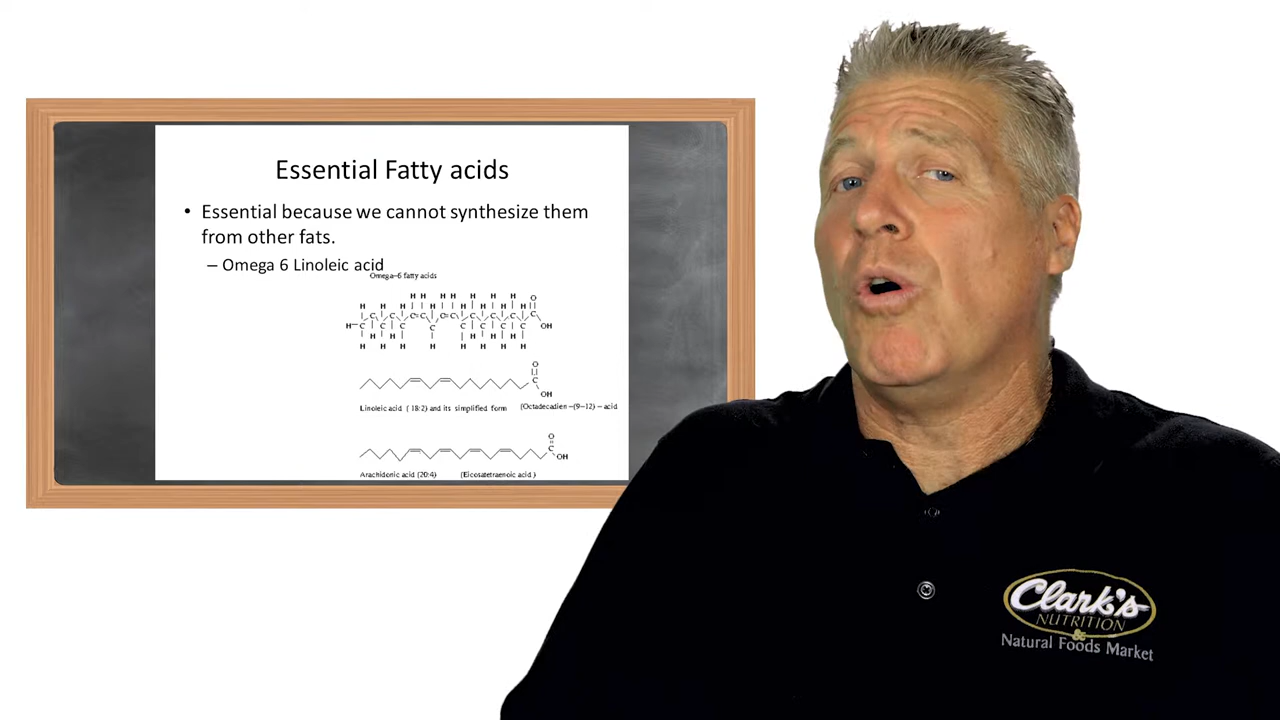 Essential Fatty acids
• Essential because we cannot synthesize them
from other fats.
– Omega 6 Linoleic acid
Omega-6 fatty acids
Linoleic acid (18:2) and its simplified form (Octadecadien-(9-12)-acid
Arachidonic acid (20:4) (Eicosatetraenoic acid)
Clark's
NUTRITION
&
Natural Foods Market